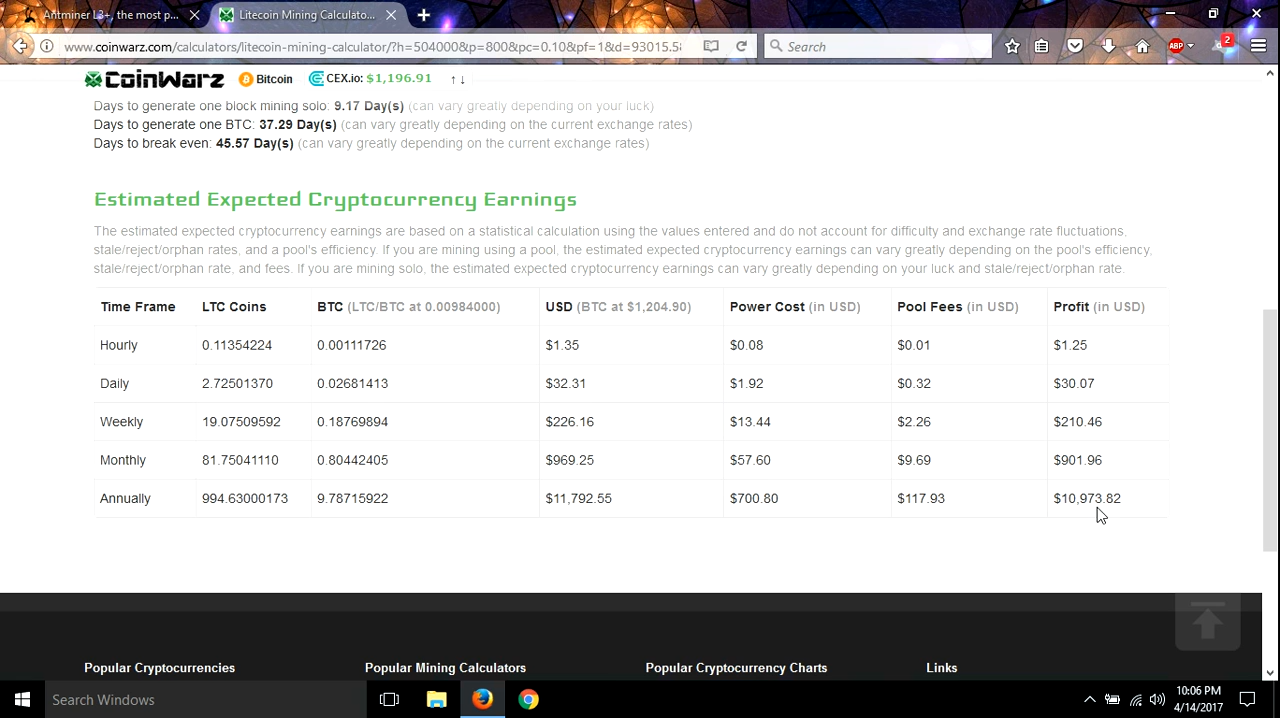 Antminer L3+, the most p...
Litecoin Mining Calculato...
www.coinwarz.com/calculators/litecoin-mining-calculator/?h=504000&p=800&pc=0.10&pf=1&d=93015.58
Search
ABP
2
CoinWarz Bitcoin CEX.io: $1,196.91 ↑↓
Days to generate one block mining solo: 9.17 Day(s) (can vary greatly depending on your luck)
Days to generate one BTC: 37.29 Day(s) (can vary greatly depending on the current exchange rates)
Days to break even: 45.57 Day(s) (can vary greatly depending on the current exchange rates)
Estimated Expected Cryptocurrency Earnings
The estimated expected cryptocurrency earnings are based on a statistical calculation using the values entered and do not account for difficulty and exchange rate fluctuations,
stale/reject/orphan rates, and a pool's efficiency. If you are mining using a pool, the estimated expected cryptocurrency earnings can vary greatly depending on the pool's efficiency,
stale/reject/orphan rate, and fees. If you are mining solo, the estimated expected cryptocurrency earnings can vary greatly depending on your luck and stale/reject/orphan rate.
Time Frame LTC Coins BTC (LTC/BTC at 0.00984000) USD (BTC at $1,204.90) Power Cost (in USD) Pool Fees (in USD) Profit (in USD)
Hourly 0.11354224 0.00111726 $1.35 $0.08 $0.01 $1.25
Daily 2.72501370 0.02681413 $32.31 $1.92 $0.32 $30.07
Weekly 19.07509592 0.18769894 $226.16 $13.44 $2.26 $210.46
Monthly 81.75041110 0.80442405 $969.25 $57.60 $9.69 $901.96
Annually 994.63000173 9.78715922 $11,792.55 $700.80 $117.93 $10,973.82
Popular Cryptocurrencies Popular Mining Calculators Popular Cryptocurrency Charts Links
Search Windows
10:06 PM
4/14/2017